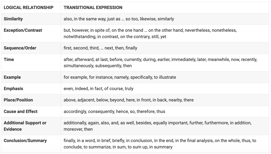 LOGICAL RELATIONSHIP TRANSITIONAL EXPRESSION
Similarity also, in the same way, just as ... so too, likewise, similarly
Exception/Contrast but, however, in spite of, on the one hand ... on the other hand, nevertheless, nonetheless,
notwithstanding, in contrast, on the contrary, still, yet
Sequence/Order first, second, third, ... next, then, finally
Time after, afterward, at last, before, currently, during, earlier, immediately, later, meanwhile, now, recently,
simultaneously, subsequently, then
Example for example, for instance, namely, specifically, to illustrate
Emphasis even, indeed, in fact, of course, truly
Place/Position above, adjacent, below, beyond, here, in front, in back, nearby, there
Cause and Effect accordingly, consequently, hence, so, therefore, thus
Additional Support or additionally, again, also, and, as well, besides, equally important, further, furthermore, in addition,
Evidence moreover, then
Conclusion/Summary finally, in a word, in brief, briefly, in conclusion, in the end, in the final analysis, on the whole, thus, to
conclude, to summarize, in sum, to sum up, in summary